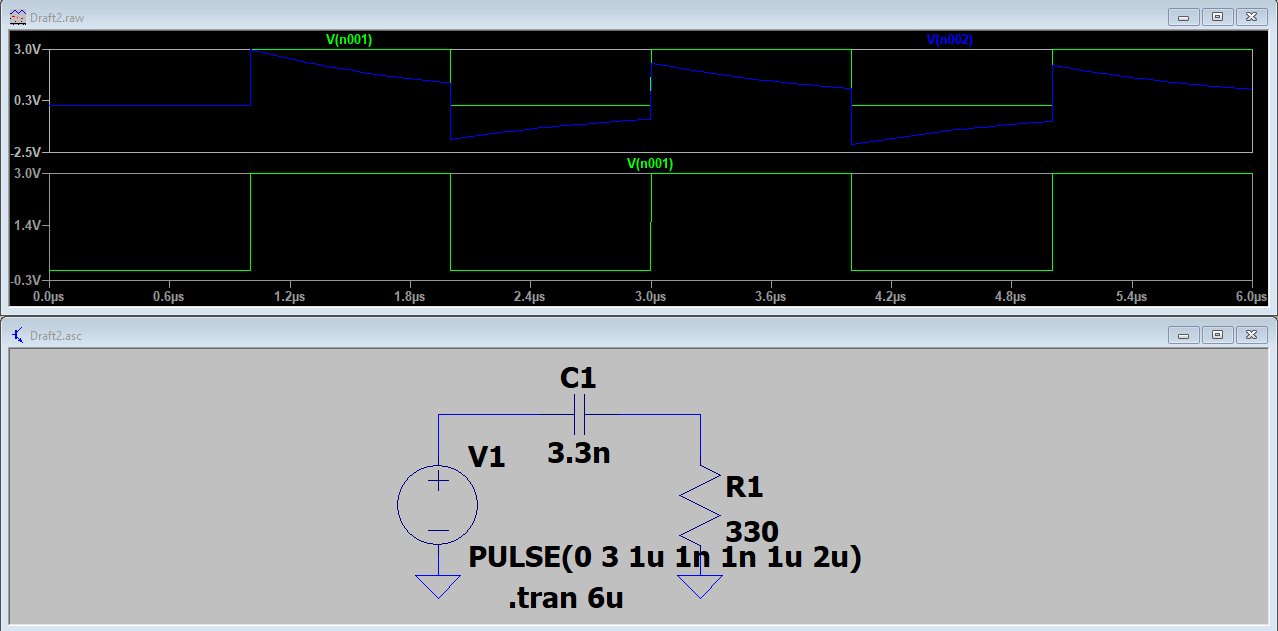 Draft2.raw
V(n001) V(n002)
3.0V
0.3V
-2.5V
V(n001)
3.0V
1.4V
-0.3V
0.0µs 0.6µs 1.2µs 1.8µs 2.4µs 3.0µs 3.6µs 4.2µs 4.8µs 5.4µs 6.0µs
Draft2.asc
C1
3.3n
V1
R1
330
PULSE(0 3 1u 1n 1n 1u 2u)
.tran 6u